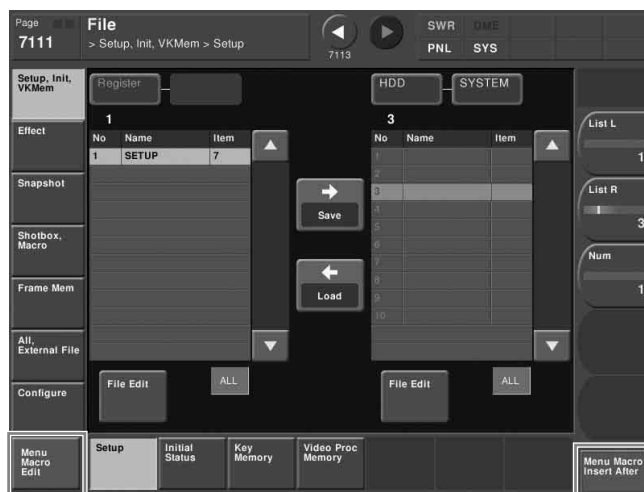 Page
7111
File
> Setup, Init, VKMem > Setup
7113
SWR DME
PNL SYS
Setup, Init,
VKMem
Effect
Snapshot
Shotbox,
Macro
Frame Mem
All,
External File
Configure
Menu
Macro
Edit
Register
1
No Name Item
1 SETUP 7
File Edit
ALL
Save
Load
HDD
SYSTEM
3
No Name Item
1
2
3
4
5
6
7
8
9
10
File Edit
ALL
List L
1
List R
3
Num
1
Setup
Initial
Status
Key
Memory
Video Proc
Memory
Menu Macro
Insert After